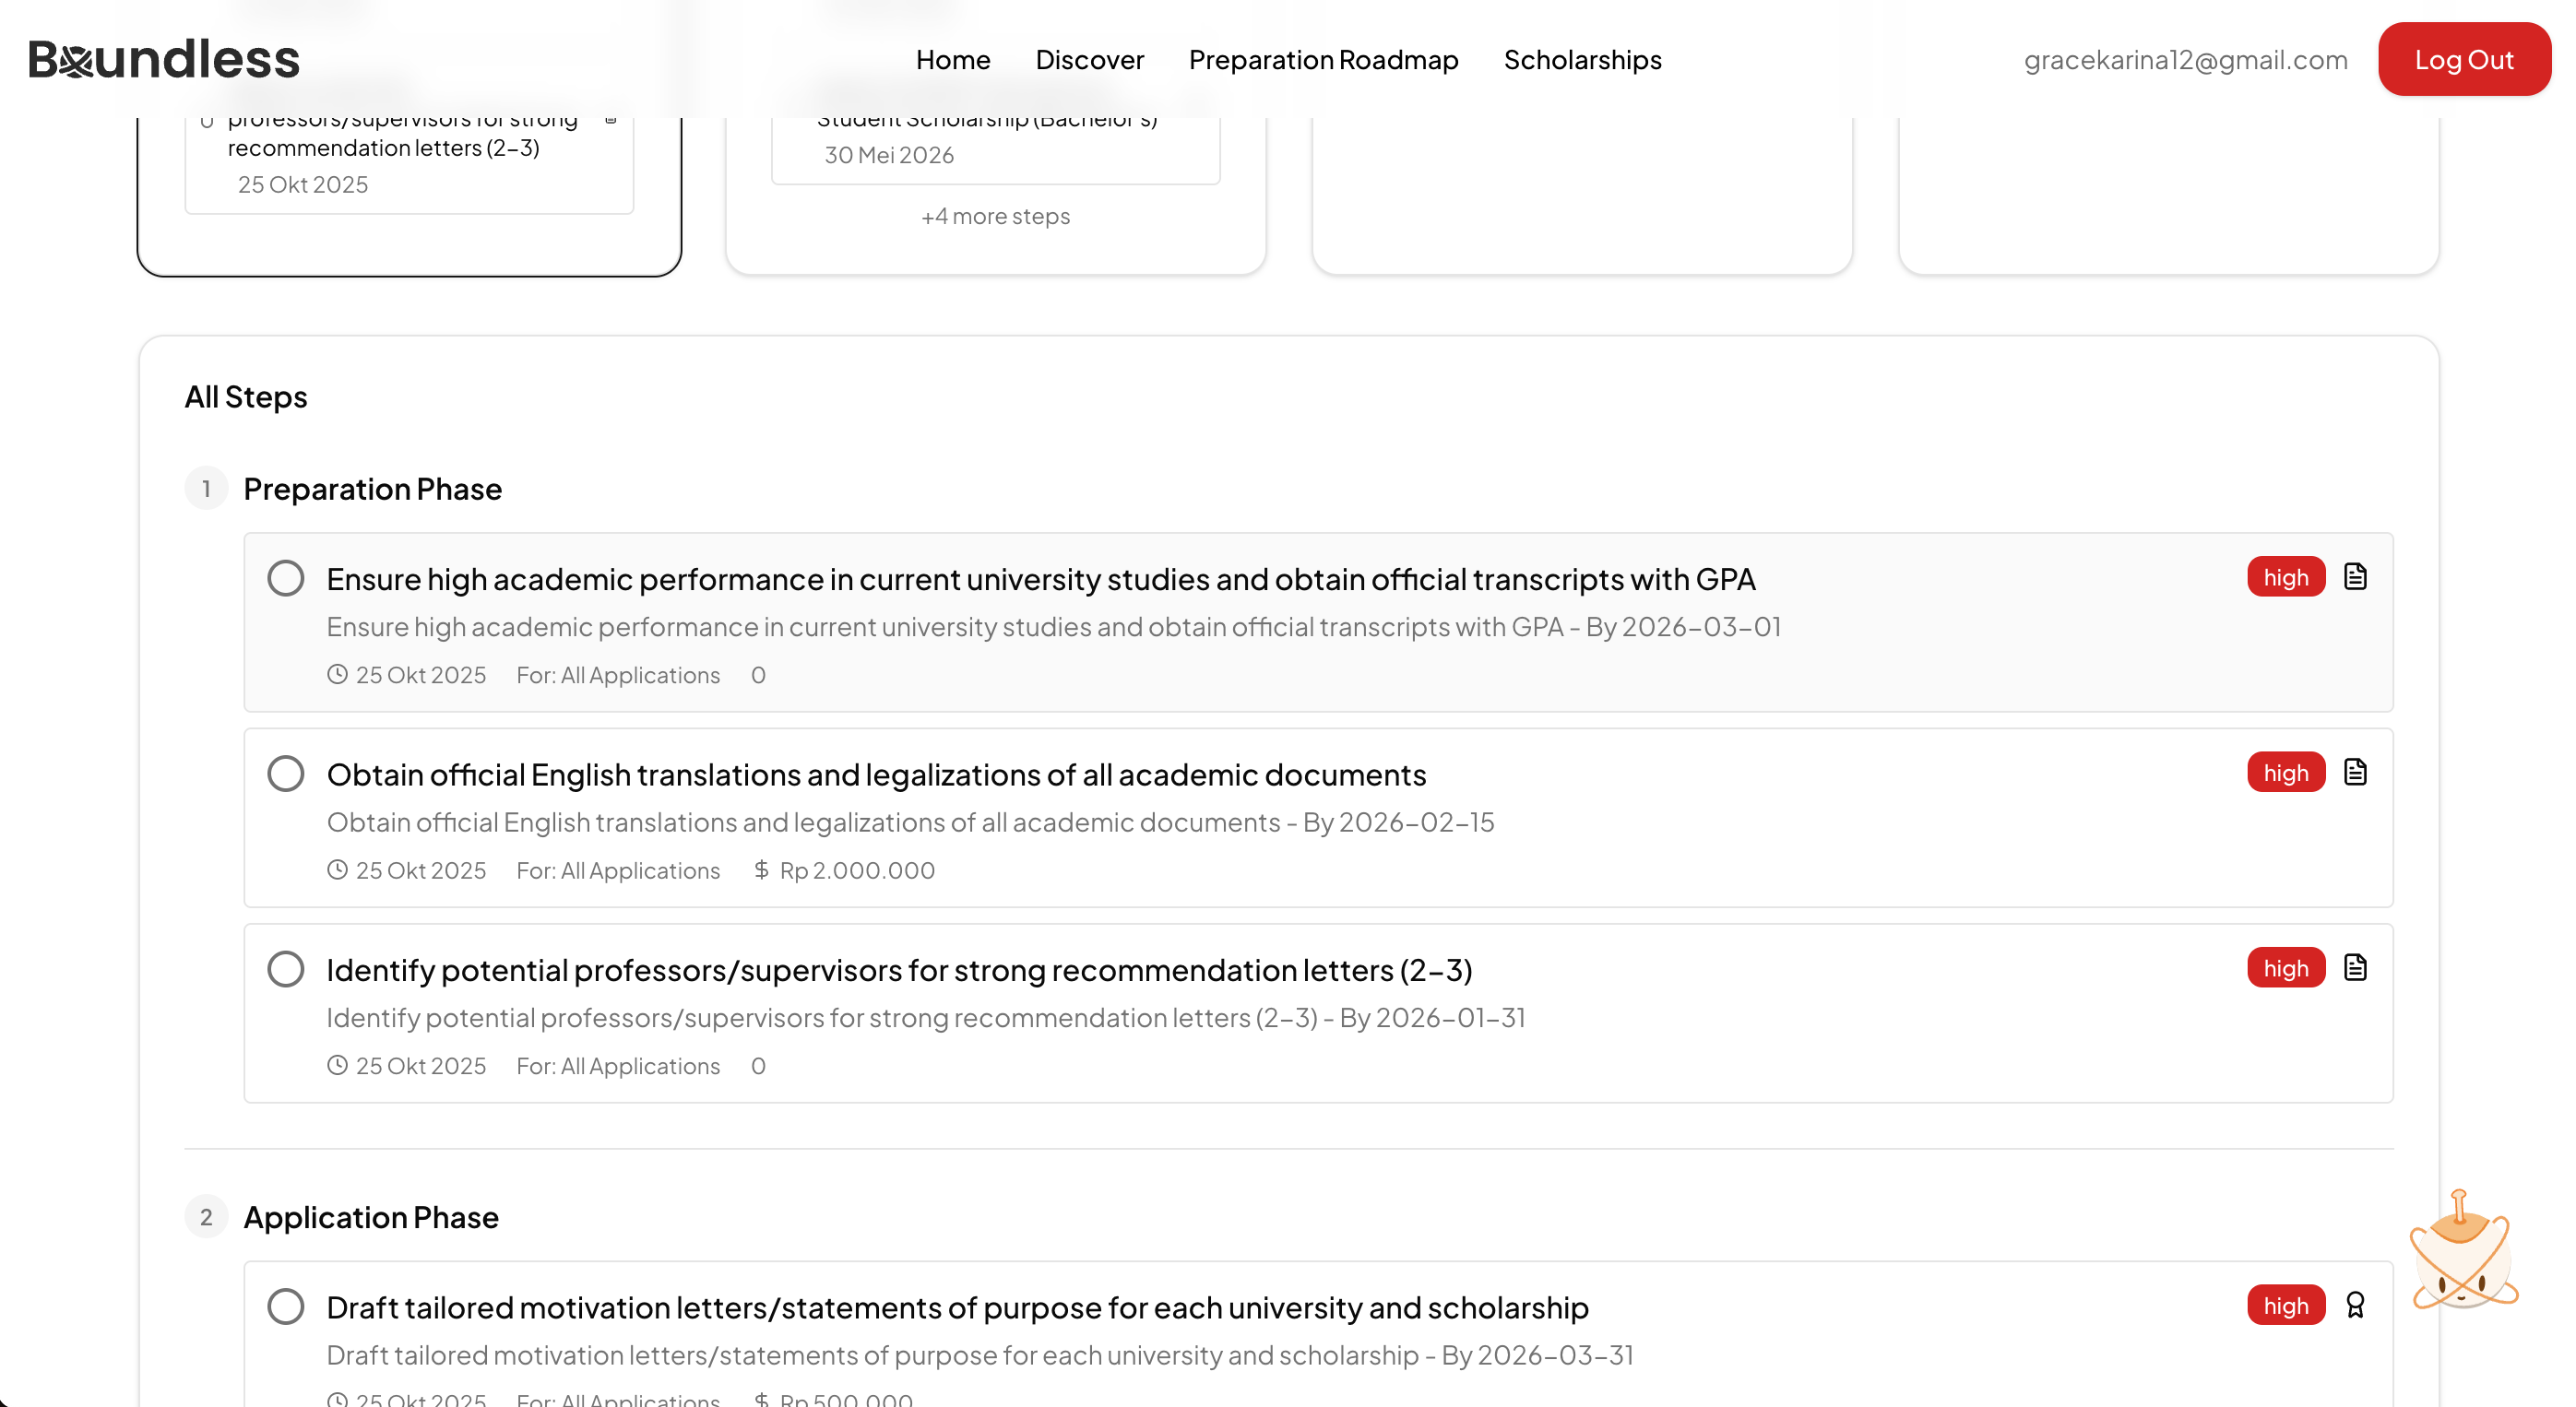 Boundless
Home
Discover
Preparation Roadmap
Scholarships
gracekarina12@gmail.com
Log Out
professors/supervisors for strong
recommendation letters (2–3)
25 Okt 2025
Student Scholarship (Bachelor's)
30 Mei 2026
+4 more steps
All Steps
1
Preparation Phase
Ensure high academic performance in current university studies and obtain official transcripts with GPA
high
Ensure high academic performance in current university studies and obtain official transcripts with GPA - By 2026–03–01
25 Okt 2025
For: All Applications
0
Obtain official English translations and legalizations of all academic documents
high
Obtain official English translations and legalizations of all academic documents - By 2026–02–15
25 Okt 2025
For: All Applications
$ Rp 2.000.000
Identify potential professors/supervisors for strong recommendation letters (2–3)
high
Identify potential professors/supervisors for strong recommendation letters (2–3) - By 2026–01–31
25 Okt 2025
For: All Applications
0
2
Application Phase
Draft tailored motivation letters/statements of purpose for each university and scholarship
high
Draft tailored motivation letters/statements of purpose for each university and scholarship - By 2026–03–31
25 Okt 2025
For: All Applications
$ Rp 500.000